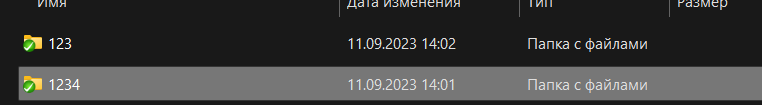 Имя Дата изменения Тип Размер
123 11.09.2023 14:02 Папка с файлами
1234 11.09.2023 14:01 Папка с файлами